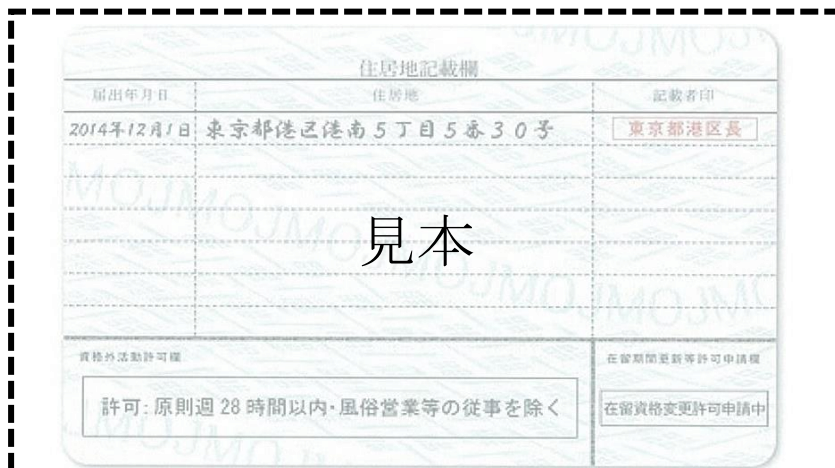 住居地記載欄
届出年月日 住居地 記載者印
2014年12月1日 東京都港区港南5丁目5番30号 東京都港区長
見本
資格外活動許可欄 在留期間更新等許可申請欄
許可:原則週28時間以内・風俗営業等の従事を除く 在留資格変更許可申請中
MOJMOJMOJ